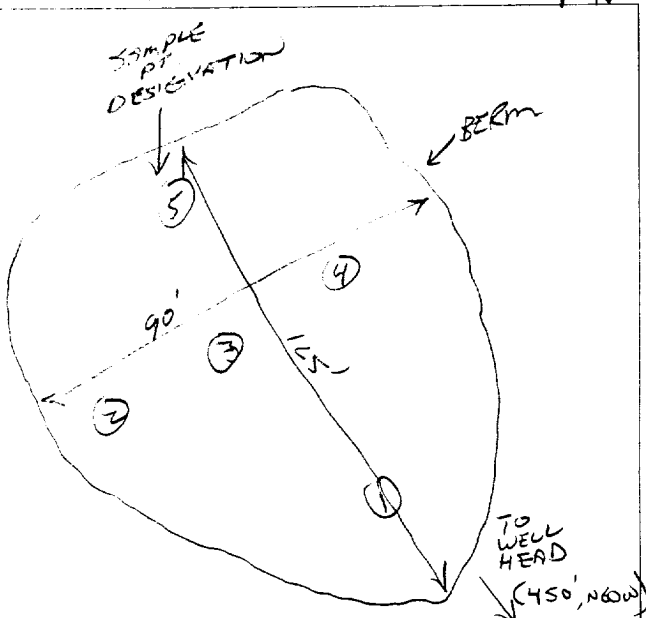 N
SAMPLE
PT.
DESIGNATION
BERM
5
4
90'
3
2
1
TO
WELL
HEAD
(450', N60W)